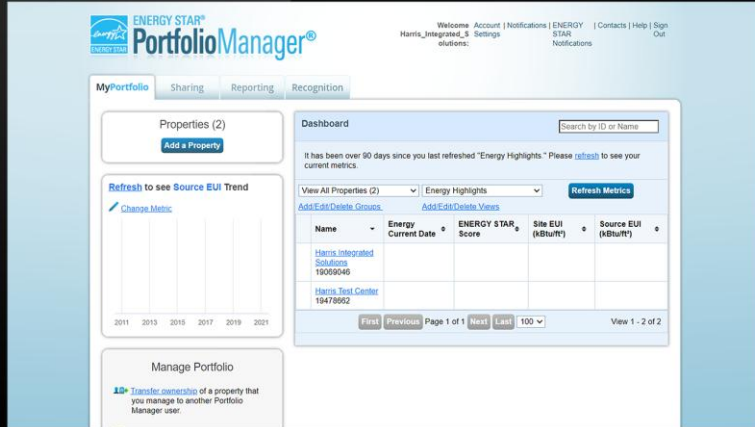 ENERGY STAR®
PortfolioManager®
energy
ENERGY STAR
Welcome
Harris_Integrated_S
olutions:
Account
Settings
| Notifications
| ENERGY
STAR
Notifications
| Contacts | Help | Sign
Out
MyPortfolio
Sharing
Reporting
Recognition
Properties (2)
Add a Property
Refresh to see Source EUI Trend
Change Metric
2011 2013 2015 2017 2019 2021
Manage Portfolio
Transfer ownership of a property that
you manage to another Portfolio
Manager user.
Dashboard
Search by ID or Name
It has been over 90 days since you last refreshed "Energy Highlights." Please refresh to see your
current metrics.
View All Properties (2)
Energy Highlights
Refresh Metrics
Add/Edit/Delete Groups
Add/Edit/Delete Views
Name
Energy
Current Date
ENERGY STAR
Score
Site EUI
(kBtu/ft²)
Source EUI
(kBtu/ft²)
Harris Integrated
Solutions
19069046
Harris Test Center
19478662
First Previous Page 1 of 1 Next Last 100
View 1 - 2 of 2